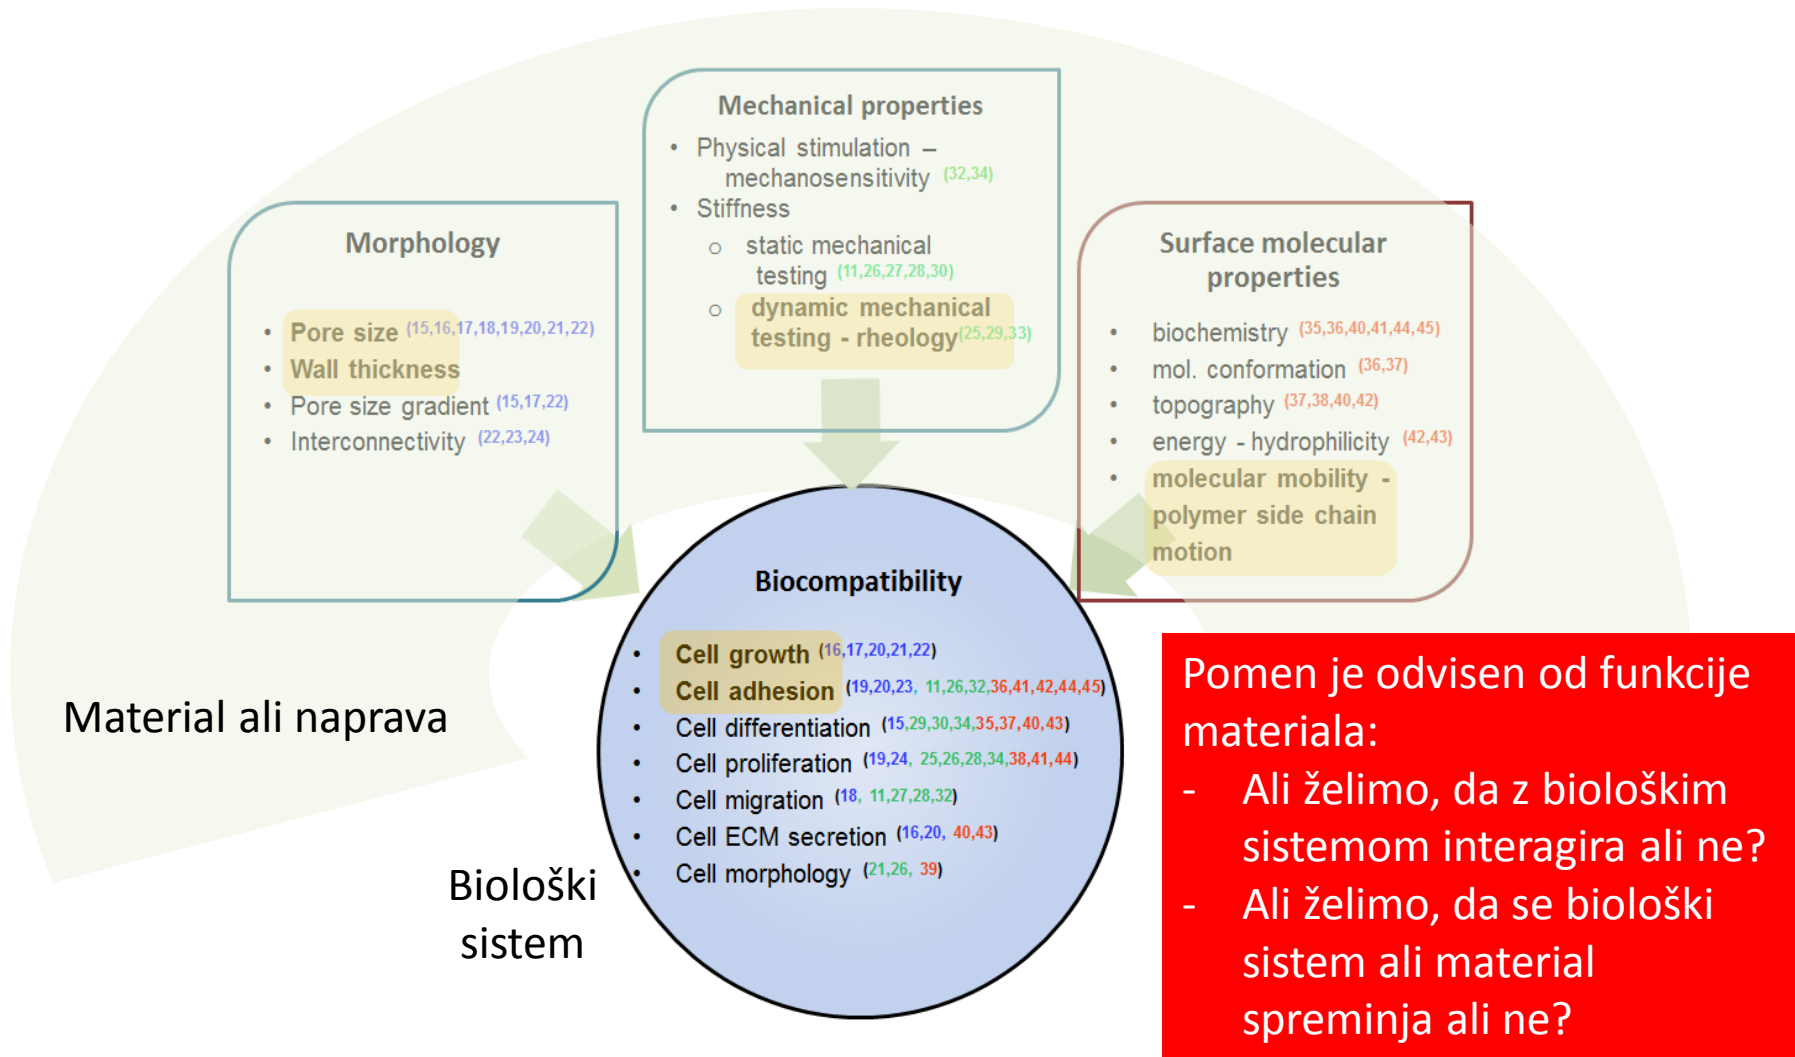 Mechanical properties
• Physical stimulation –
mechanosensitivity (32,34)
• Stiffness
o static mechanical
testing (11,26,27,28,30)
o dynamic mechanical
testing - rheology(25,29,33)
Morphology
• Pore size (15,16,17,18,19,20,21,22)
• Wall thickness
• Pore size gradient (15,17,22)
• Interconnectivity (22,23,24)
Surface molecular
properties
• biochemistry (35,36,40,41,44,45)
• mol. conformation (36,37)
• topography (37,38,40,42)
• energy - hydrophilicity (42,43)
• molecular mobility -
polymer side chain
motion
Biocompatibility
• Cell growth (16,17,20,21,22)
• Cell adhesion (19,20,23, 11,26,32,36,41,42,44,45)
• Cell differentiation (15,29,30,34,35,37,40,43)
• Cell proliferation (19,24, 25,26,28,34,38,41,44)
• Cell migration (18, 11,27,28,32)
• Cell ECM secretion (16,20, 40,43)
• Cell morphology (21,26, 39)
Material ali naprava
Biološki
sistem
Pomen je odvisen od funkcije
materiala:
- Ali želimo, da z biološkim
sistemom interagira ali ne?
- Ali želimo, da se biološki
sistem ali material
spreminja ali ne?